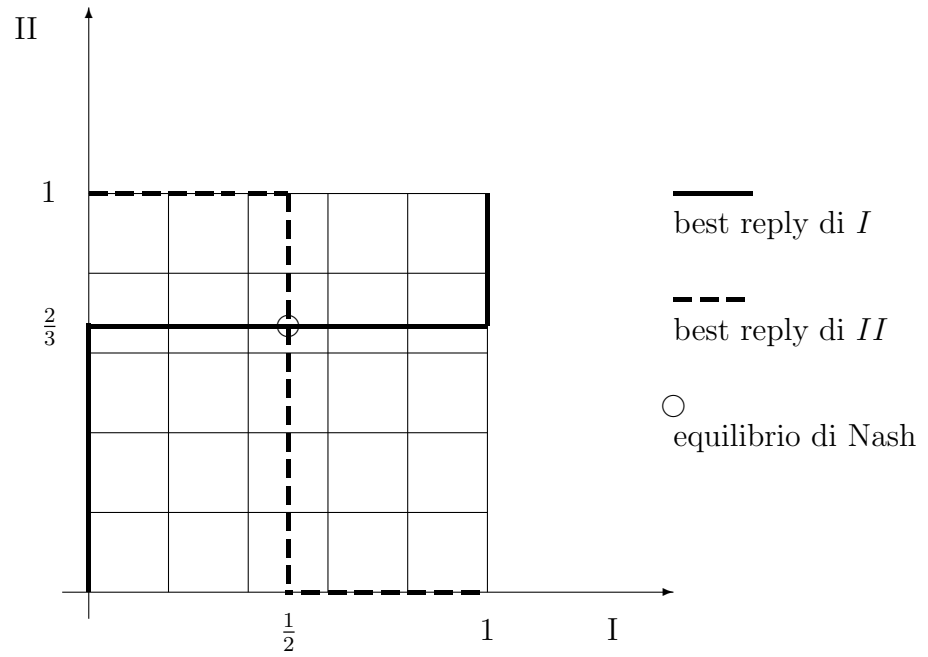 II
1
best reply di I
2/3
best reply di II
equilibrio di Nash
1/2
1
I